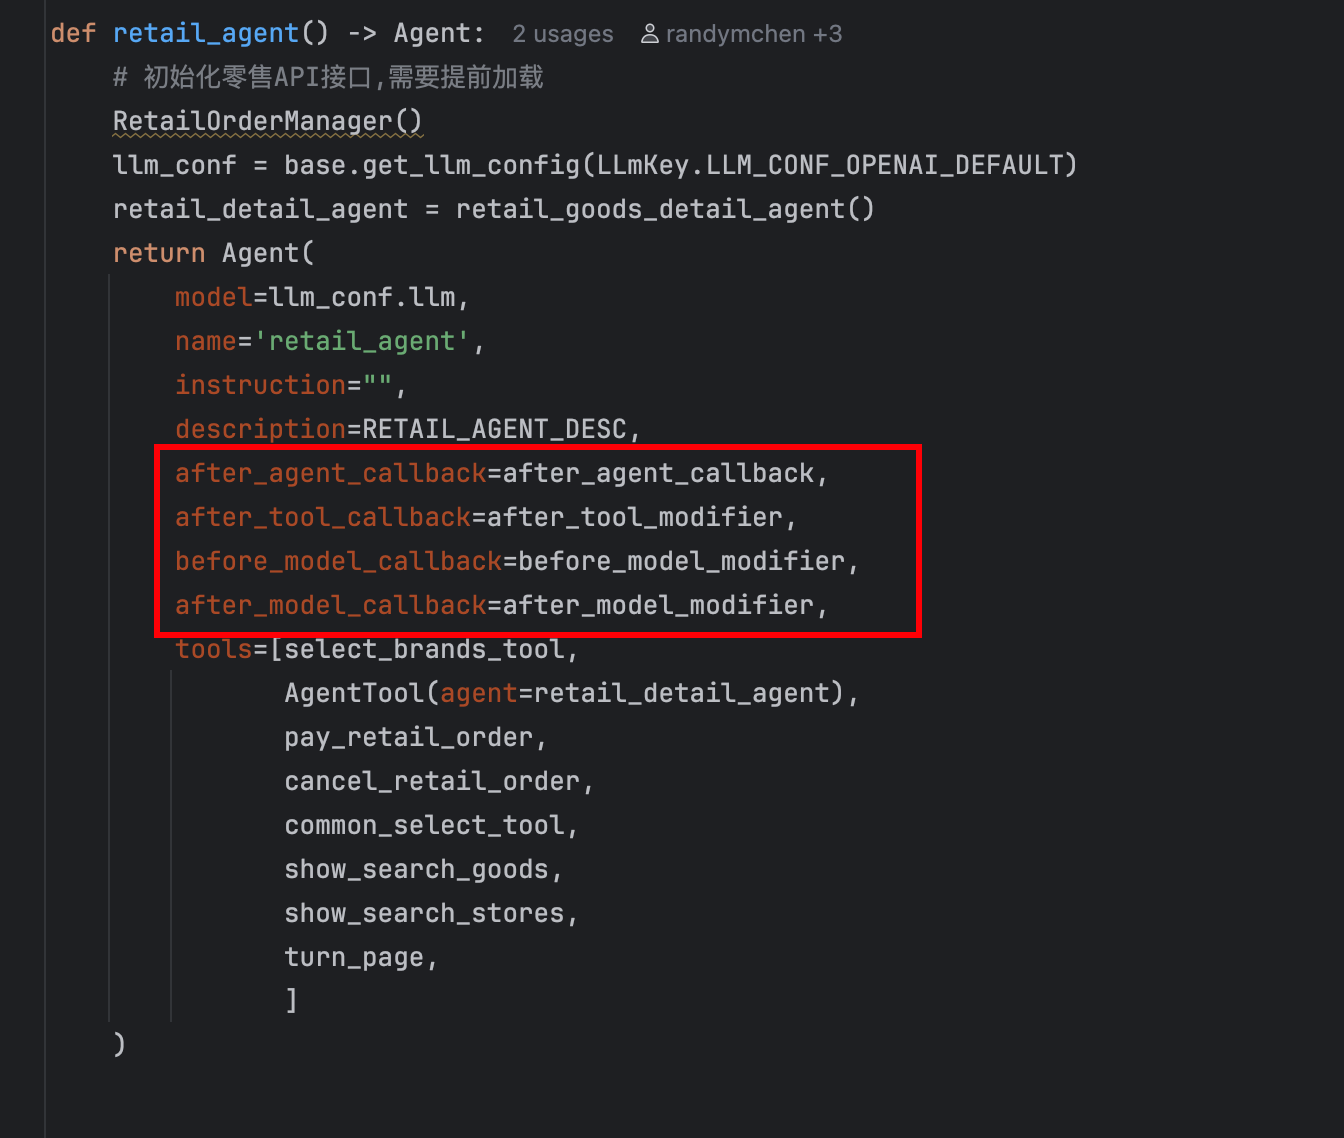 def retail_agent() -> Agent: 2 usages randymchen +3
# 初始化零售API接口,需要提前加载
RetailOrderManager()
llm_conf = base.get_llm_config(LLmKey.LLM_CONF_OPENAI_DEFAULT)
retail_detail_agent = retail_goods_detail_agent()
return Agent(
model=llm_conf.llm,
name='retail_agent',
instruction="",
description=RETAIL_AGENT_DESC,
after_agent_callback=after_agent_callback,
after_tool_callback=after_tool_modifier,
before_model_callback=before_model_modifier,
after_model_callback=after_model_modifier,
tools=[select_brands_tool,
AgentTool(agent=retail_detail_agent),
pay_retail_order,
cancel_retail_order,
common_select_tool,
show_search_goods,
show_search_stores,
turn_page,
]
)